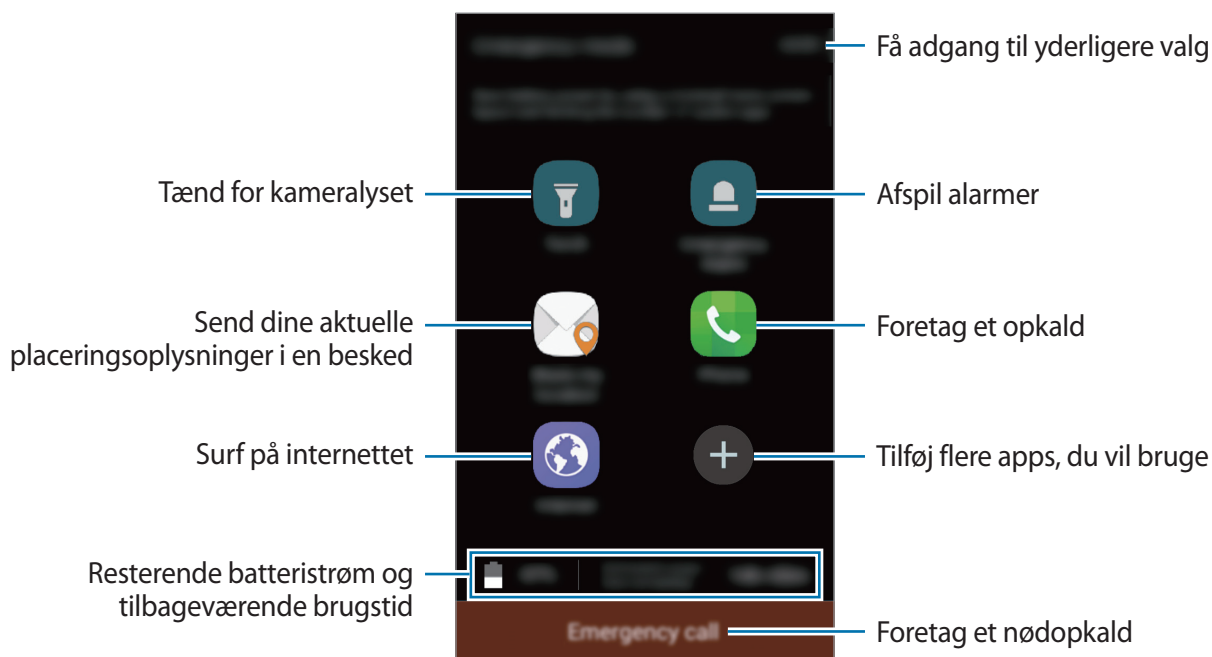 Få adgang til yderligere valg
Tænd for kameralyset
Afspil alarmer
Send dine aktuelle
placeringsoplysninger i en besked
Foretag et opkald
Surf på internettet
Tilføj flere apps, du vil bruge
Resterende batteristrøm og
tilbageværende brugstid
Emergency call
Foretag et nødopkald